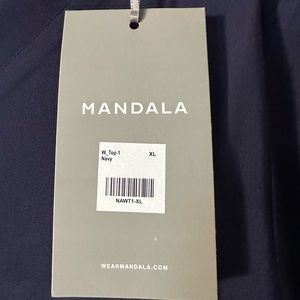 MANDALA
W_Top 1 XL
Navy
NAWT1-XL
WEARMANDALA.COM